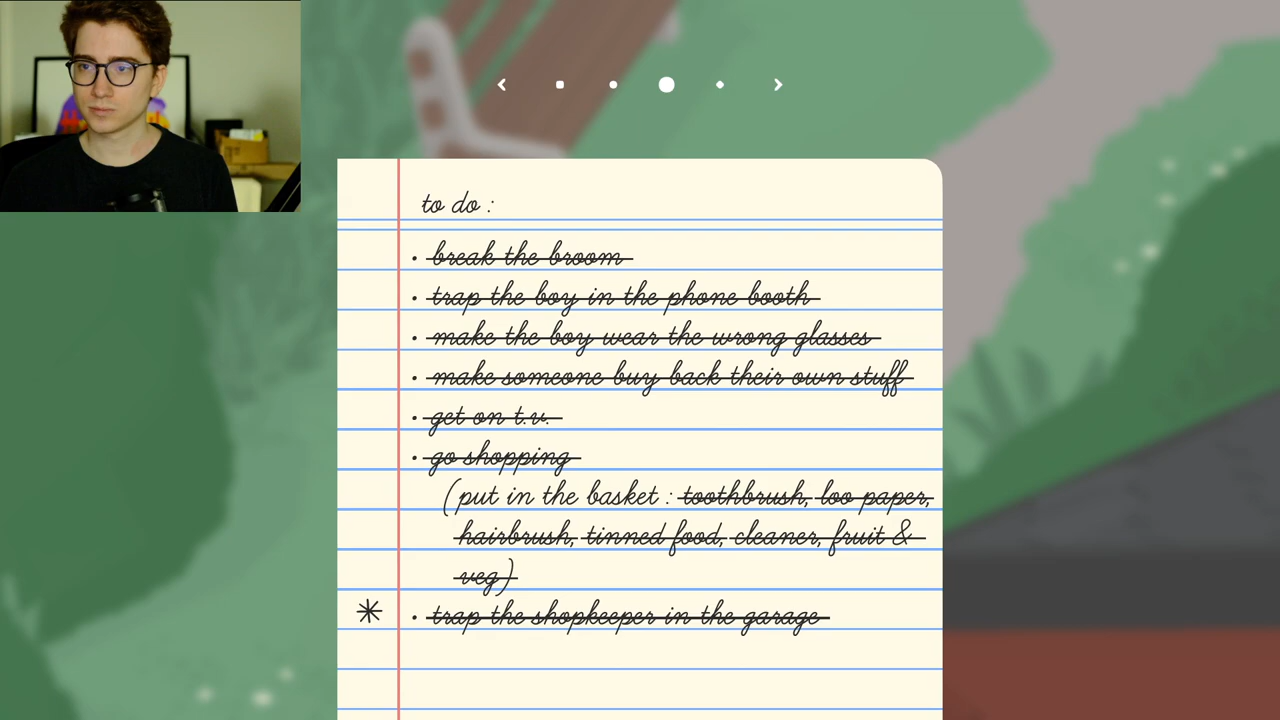 to do :
• break the broom
• trap the boy in the phone booth
• make the boy wear the wrong glasses
• make someone buy back their own stuff
• get on t.v.
• go shopping
(put in the basket : toothbrush, loo paper,
hairbrush, tinned food, cleaner, fruit &
veg)
• trap the shopkeeper in the garage